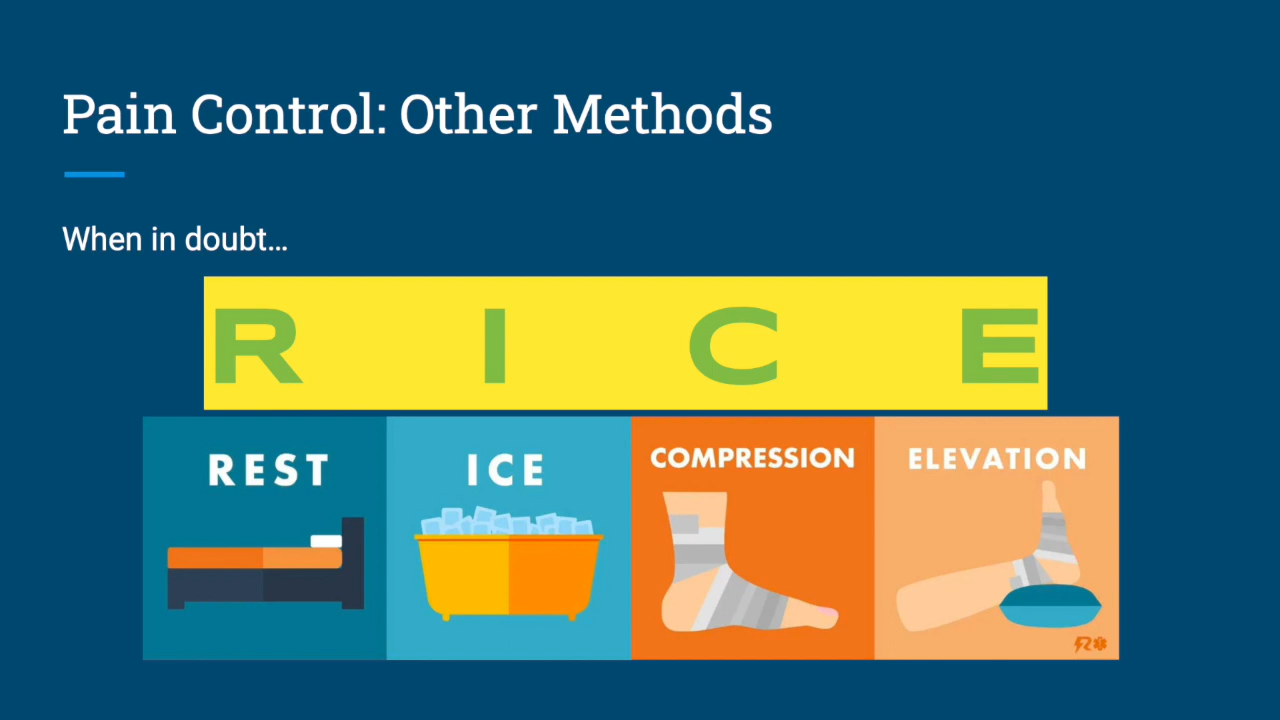 Pain Control: Other Methods
When in doubt...
R I C E
REST
ICE
COMPRESSION
ELEVATION